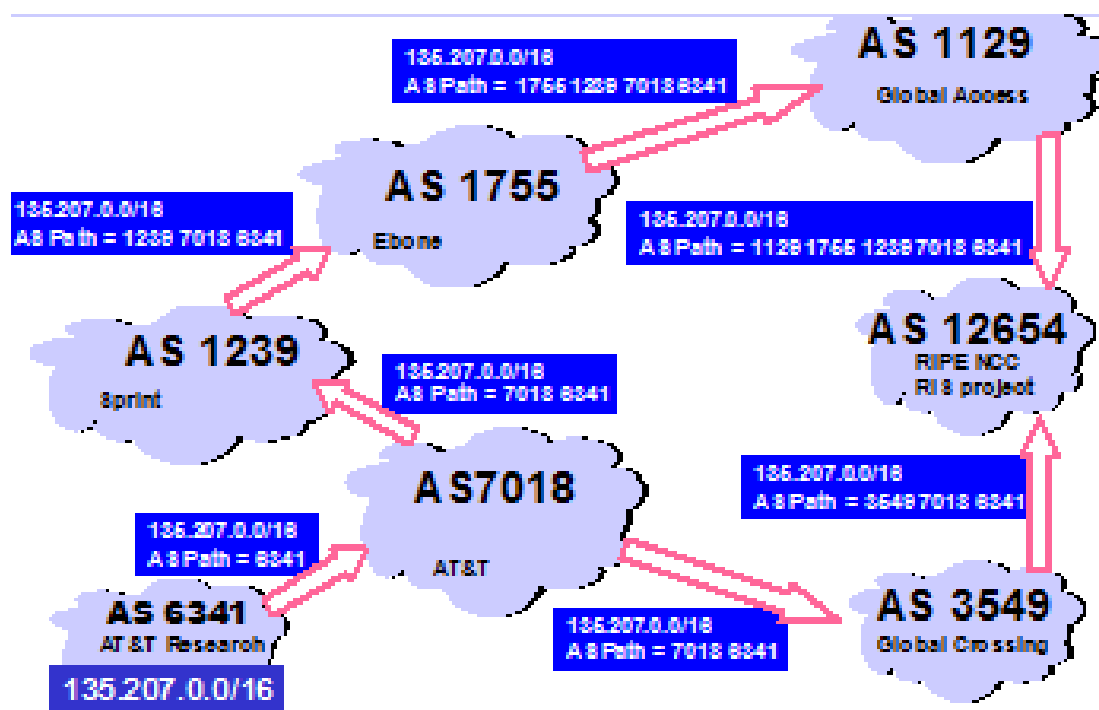 135.207.0.0/16
AS Path = 1755 1239 7018 6341
AS 1129
Global Access
AS 1755
Ebone
135.207.0.0/16
AS Path = 1239 7018 6341
135.207.0.0/16
AS Path = 1129 1755 1239 7018 6341
AS 1239
Sprint
AS 12654
RIPE NCC
RIS project
135.207.0.0/16
AS Path = 7018 6341
AS7018
AT&T
135.207.0.0/16
AS Path = 3549 7018 6341
135.207.0.0/16
AS Path = 6341
AS 6341
AT&T Research
135.207.0.0/16
135.207.0.0/16
AS Path = 7018 6341
AS 3549
Global Crossing